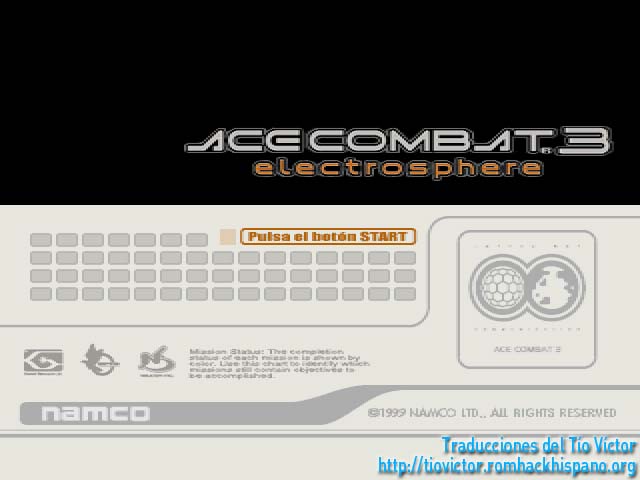 ACE COMBAT® 3
electrosphere
Pulsa el botón START
ACE COMBAT 3
Mission Status: The completion
status of each mission is shown by
color. Use this chart to identify which
missions still contain objectives to
be accomplished.
namco
©1999 NAMCO LTD., ALL RIGHTS RESERVED
Traducciones del Tío Víctor
http://tiovictor.romhackhispano.org